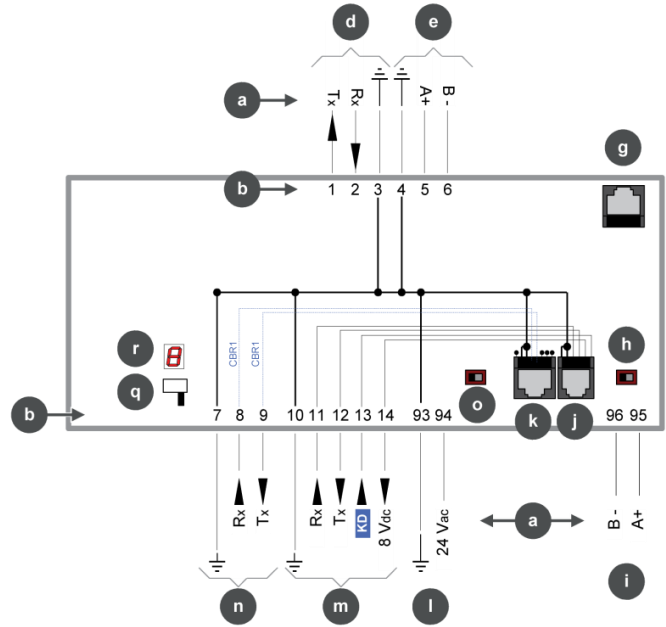 d e
a Tx Rx A+ B -
g
b 1 2 3 4 5 6
r 8 CBR1 CBR1 h
q o k j
b 7 8 9 10 11 12 13 14 93 94 96 95
Rx Tx Rx Tx KD 8 Vdc 24 Vac a B - A+
n m l i